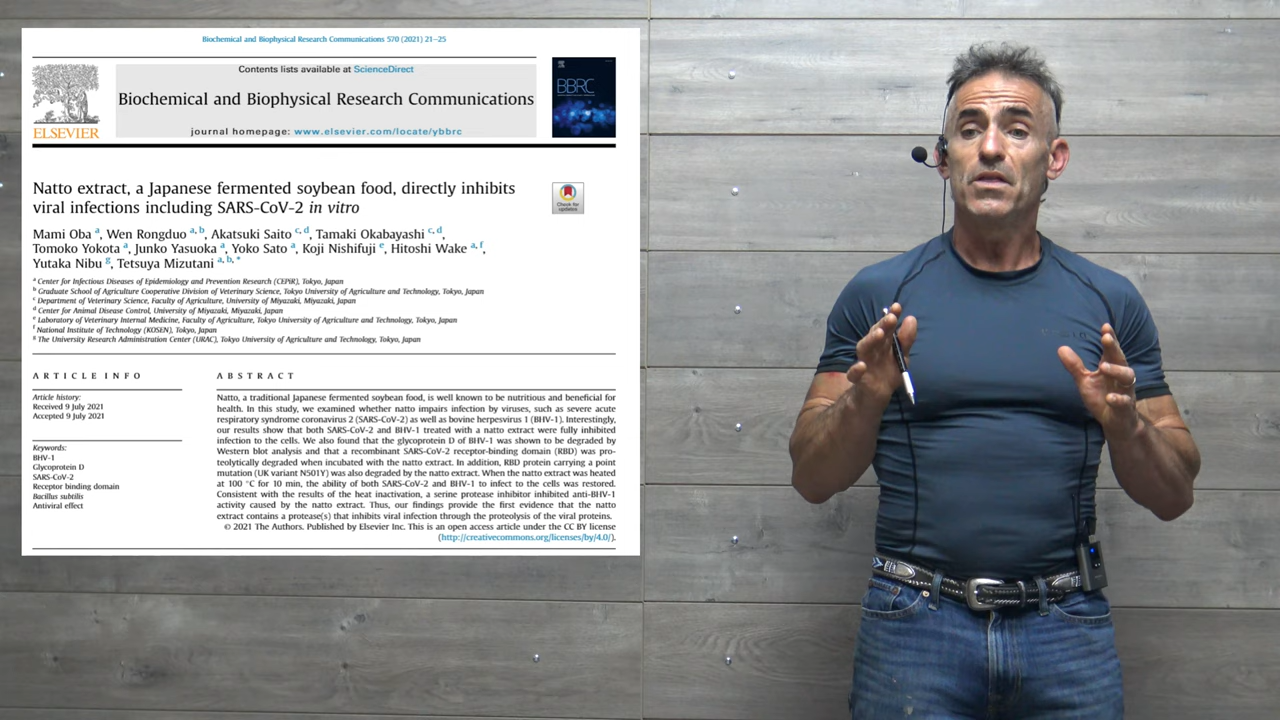 Biochemical and Biophysical Research Communications 570 (2021) 21–25
Contents lists available at ScienceDirect
Biochemical and Biophysical Research Communications
journal homepage: www.elsevier.com/locate/ybbrc
ELSEVIER
BBRC
Natto extract, a Japanese fermented soybean food, directly inhibits
viral infections including SARS-CoV-2 in vitro
Check for
updates
Mami Oba a, Wen Rongduo a, b, Akatsuki Saito c, d, Tamaki Okabayashi c, d,
Tomoko Yokota a, Junko Yasuoka a, Yoko Sato a, Koji Nishifuji e, Hitoshi Wake a, f,
Yutaka Nibu g, Tetsuya Mizutani a, b, *
a Center for Infectious Diseases of Epidemiology and Prevention Research (CEPiR), Tokyo, Japan
b Graduate School of Agriculture Cooperative Division of Veterinary Science, Tokyo University of Agriculture and Technology, Tokyo, Japan
c Department of Veterinary Science, Faculty of Agriculture, University of Miyazaki, Miyazaki, Japan
d Center for Animal Disease Control, University of Miyazaki, Miyazaki, Japan
e Laboratory of Veterinary Internal Medicine, Faculty of Agriculture, Tokyo University of Agriculture and Technology, Tokyo, Japan
f National Institute of Technology (KOSEN), Tokyo, Japan
g The University Research Administration Center (URAC), Tokyo University of Agriculture and Technology, Tokyo, Japan
ARTICLE INFO
Article history:
Received 9 July 2021
Accepted 9 July 2021
Keywords:
BHV-1
Glycoprotein D
SARS-CoV-2
Receptor binding domain
Bacillus subtilis
Antiviral effect
ABSTRACT
Natto, a traditional Japanese fermented soybean food, is well known to be nutritious and beneficial for
health. In this study, we examined whether natto impairs infection by viruses, such as severe acute
respiratory syndrome coronavirus 2 (SARS-CoV-2) as well as bovine herpesvirus 1 (BHV-1). Interestingly,
our results show that both SARS-CoV-2 and BHV-1 treated with a natto extract were fully inhibited
infection to the cells. We also found that the glycoprotein D of BHV-1 was shown to be degraded by
Western blot analysis and that a recombinant SARS-CoV-2 receptor-binding domain (RBD) was pro-
teolytically degraded when incubated with the natto extract. In addition, RBD protein carrying a point
mutation (UK variant N501Y) was also degraded by the natto extract. When the natto extract was heated
at 100 °C for 10 min, the ability of both SARS-CoV-2 and BHV-1 to infect to the cells was restored.
Consistent with the results of the heat inactivation, a serine protease inhibitor inhibited anti-BHV-1
activity caused by the natto extract. Thus, our findings provide the first evidence that the natto
extract contains a protease(s) that inhibits viral infection through the proteolysis of the viral proteins.
© 2021 The Authors. Published by Elsevier Inc. This is an open access article under the CC BY license
(http://creativecommons.org/licenses/by/4.0/).